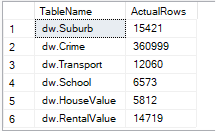 TableName ActualRows
1 dw.Suburb 15421
2 dw.Crime 360999
3 dw.Transport 12060
4 dw.School 6573
5 dw.HouseValue 5812
6 dw.RentalValue 14719